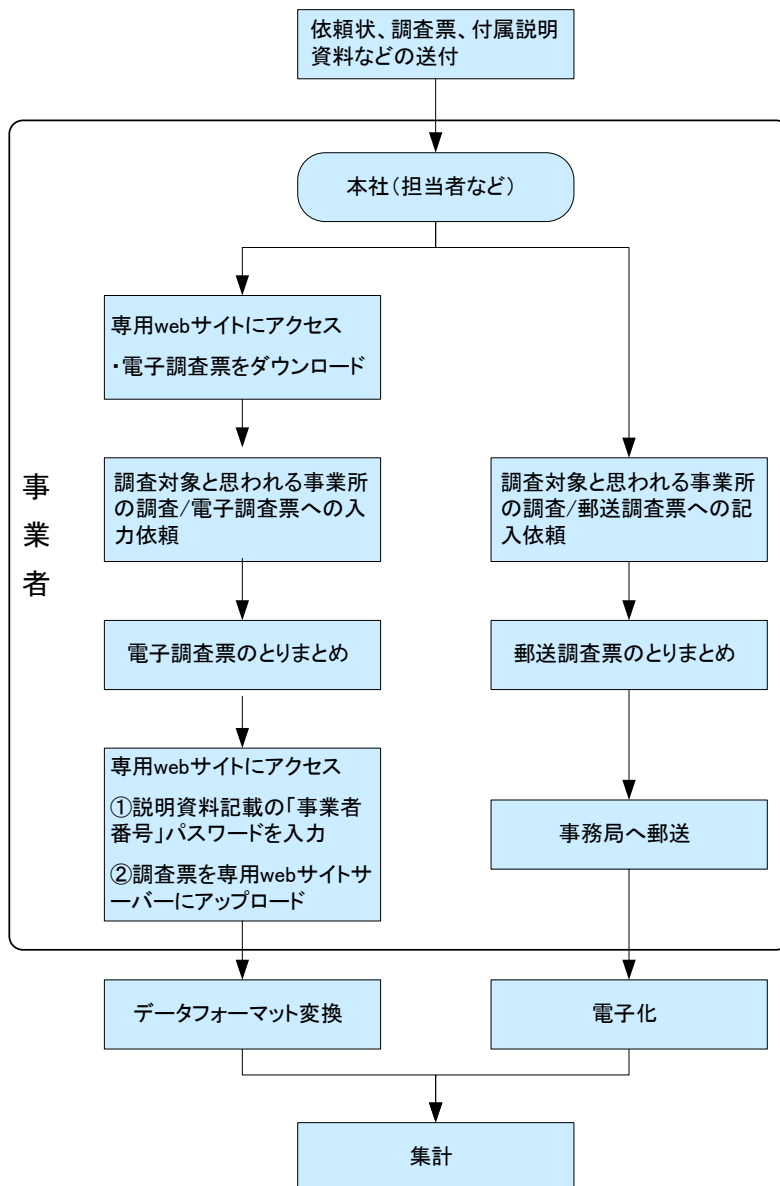 依頼状、調査票、付属説明
資料などの送付
本社(担当者など)
専用webサイトにアクセス
・電子調査票をダウンロード
調査対象と思われる事業所
の調査/電子調査票への入
力依頼
調査対象と思われる事業所
の調査/郵送調査票への記
入依頼
事
業
者
電子調査票のとりまとめ
郵送調査票のとりまとめ
専用webサイトにアクセス
①説明資料記載の「事業者
番号」パスワードを入力
②調査票を専用webサイトサ
ーバーにアップロード
事務局へ郵送
データフォーマット変換
電子化
集計